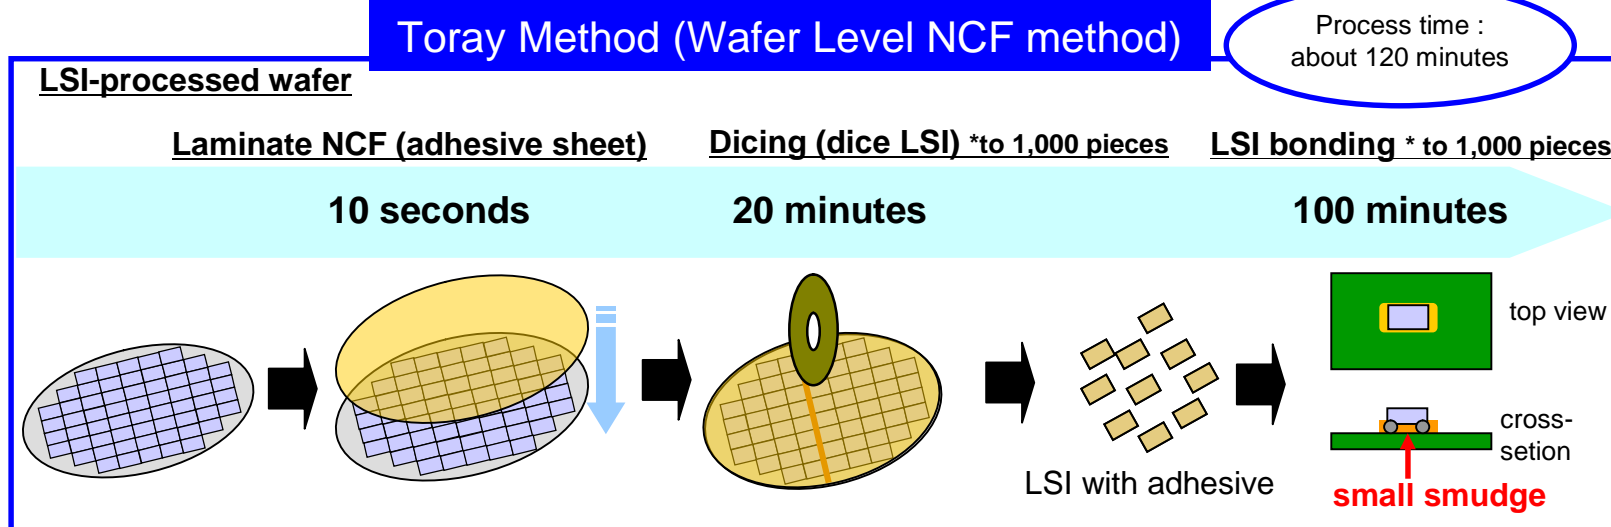 Toray Method (Wafer Level NCF method)
Process time :
about 120 minutes
LSI-processed wafer
Laminate NCF (adhesive sheet)
Dicing (dice LSI) *to 1,000 pieces
LSI bonding * to 1,000 pieces
10 seconds
20 minutes
100 minutes
top view
cross-
setion
LSI with adhesive
small smudge